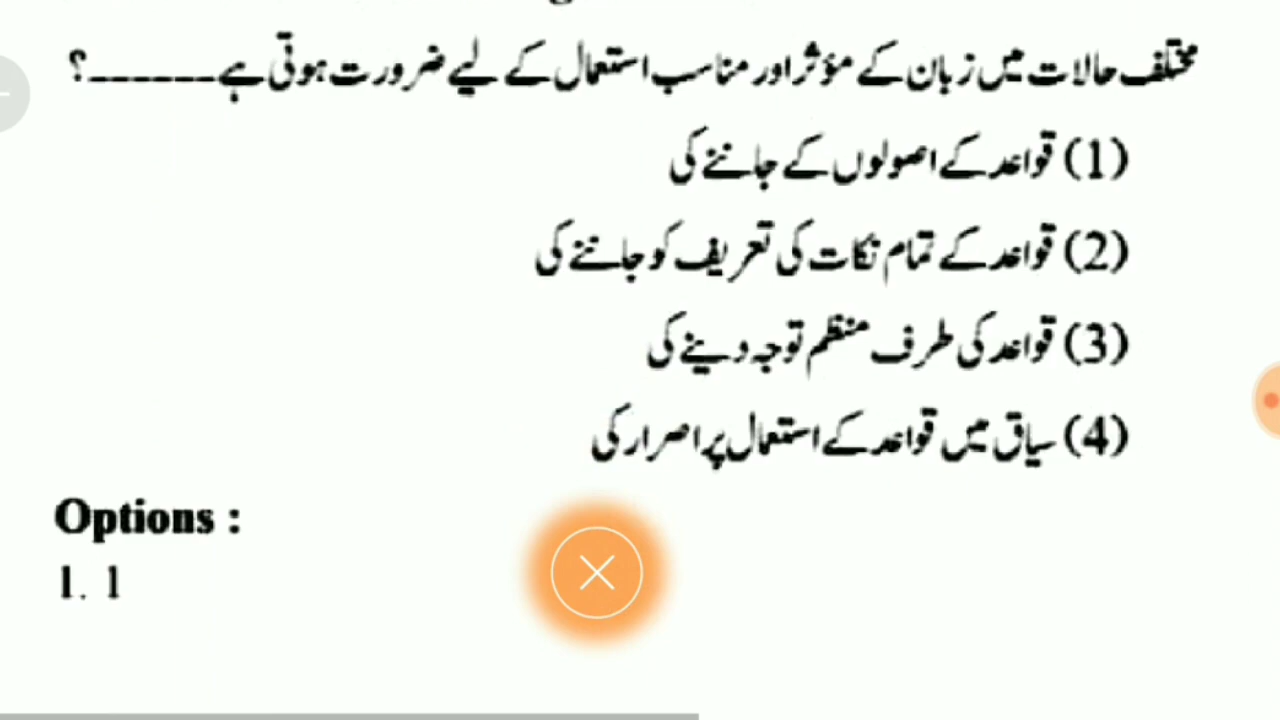 مختلف حالات میں زبان کے مؤثر اور مناسب استعمال کے لیے ضرورت ہوتی ہے______؟
(1) قواعد کے اصولوں کے جاننے کی
(2) قواعد کے تمام نکات کی تعریف کو جاننے کی
(3) قواعد کی طرف منظم توجہ دینے کی
(4) سیاق میں قواعد کے استعمال پر اصرار کی
Options :
1. 1